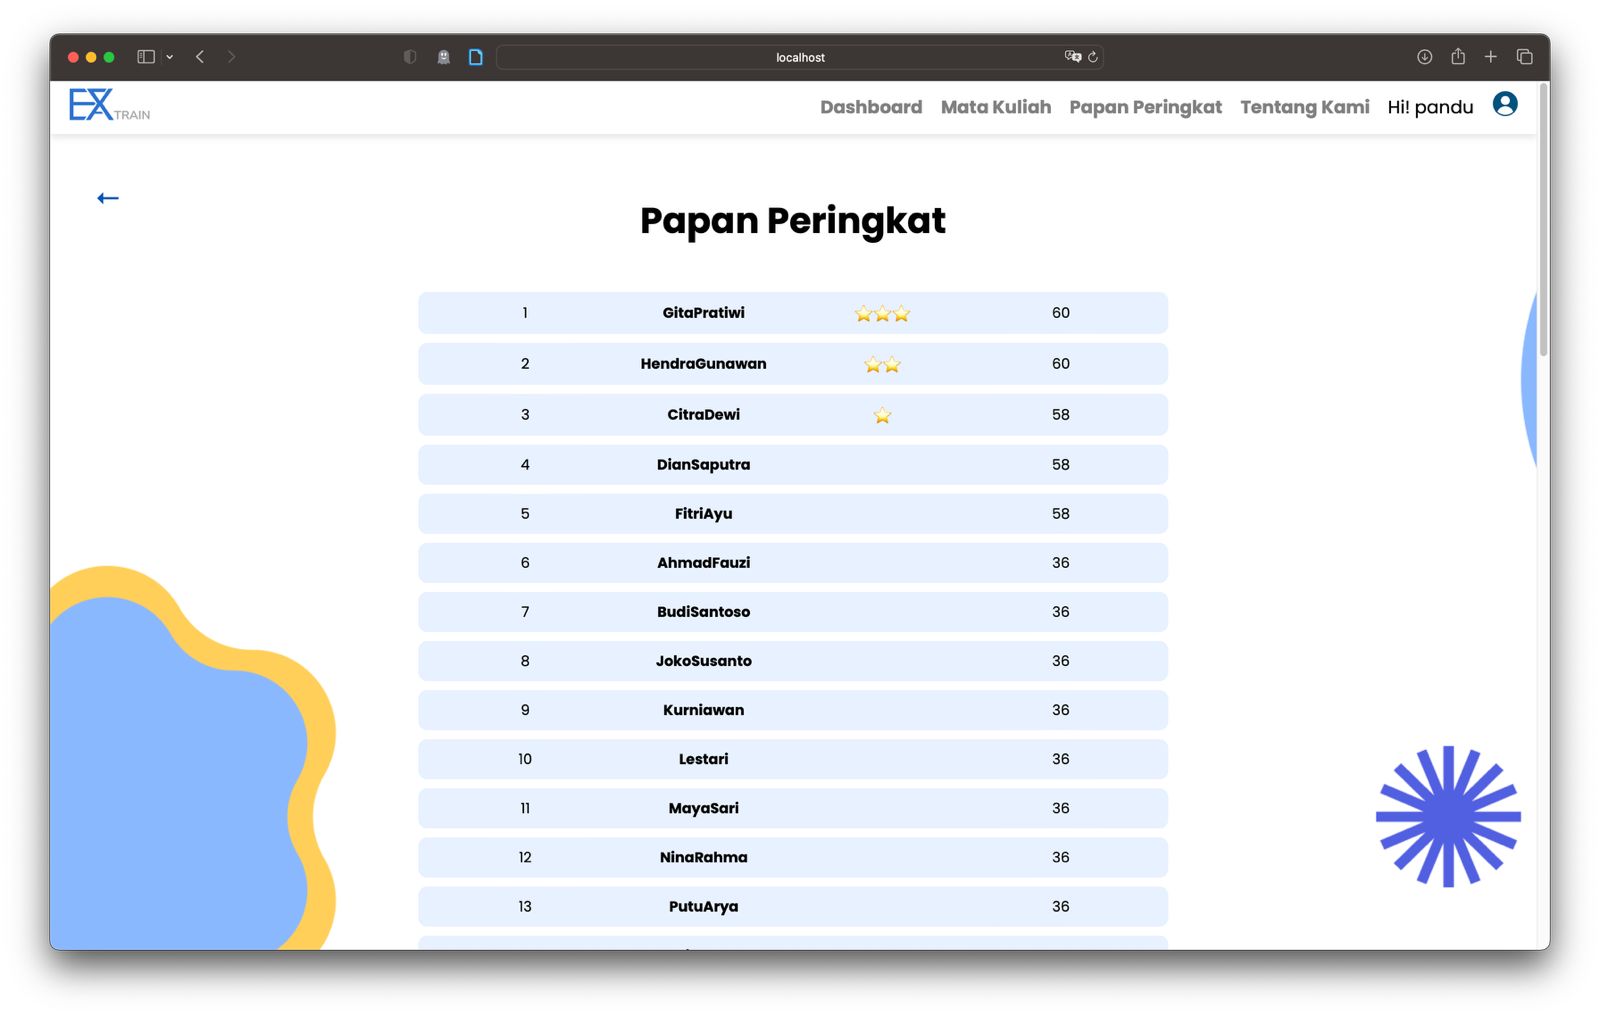 localhost
EX TRAIN
Dashboard Mata Kuliah Papan Peringkat Tentang Kami Hi! pandu
Papan Peringkat
1 GitaPratiwi ⭐⭐⭐ 60
2 HendraGunawan ⭐⭐ 60
3 CitraDewi ⭐ 58
4 DianSaputra 58
5 FitriAyu 58
6 AhmadFauzi 36
7 BudiSantoso 36
8 JokoSusanto 36
9 Kurniawan 36
10 Lestari 36
11 MayaSari 36
12 NinaRahma 36
13 PutuArya 36